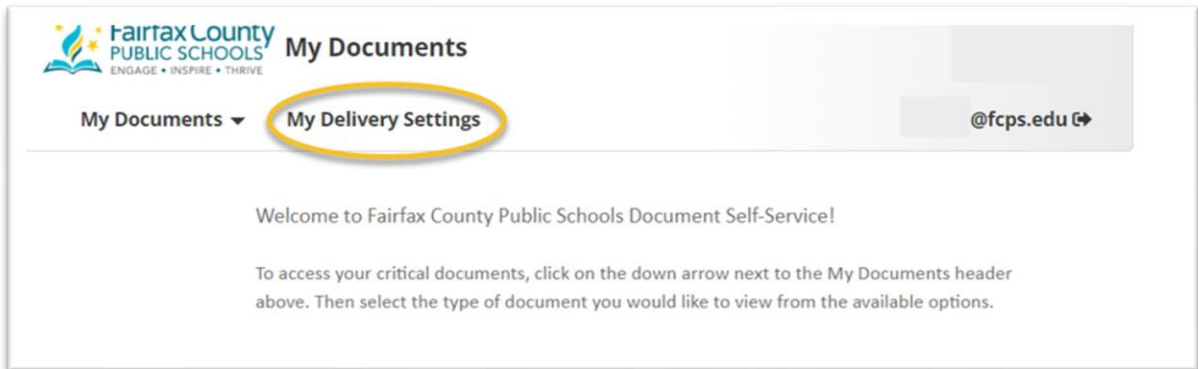 Fairfax County
PUBLIC SCHOOLS
ENGAGE • INSPIRE • THRIVE
My Documents
My Documents
My Delivery Settings
@fcps.edu
Welcome to Fairfax County Public Schools Document Self-Service!
To access your critical documents, click on the down arrow next to the My Documents header
above. Then select the type of document you would like to view from the available options.